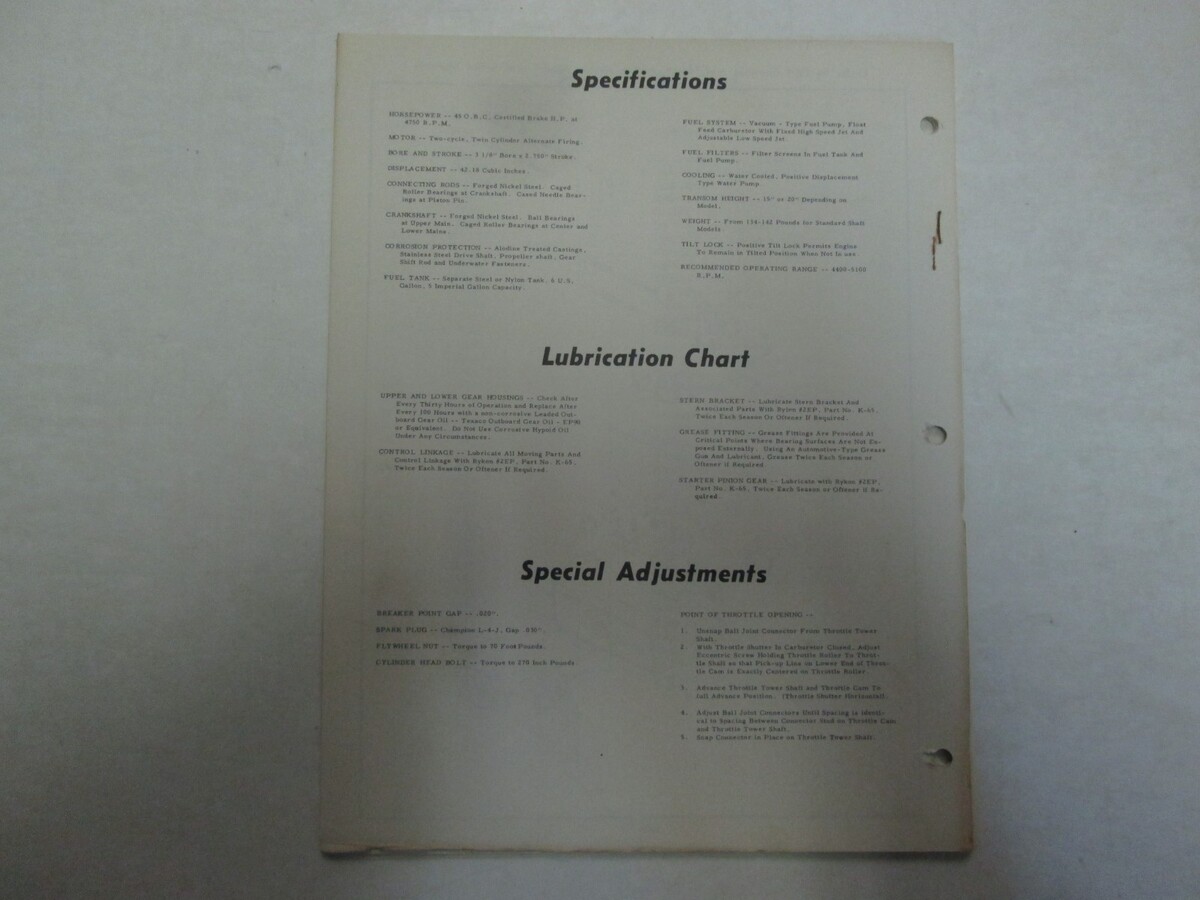 Specifications
HORSEPOWER -- O.B.C. Certified Brake H.P. at
4750 R.P.M.
MOTOR -- Two-cycle, Twin Cylinder Alternate Firing.
BORE AND STROKE -- 3 1/8" Bore x 2.750" Stroke.
DISPLACEMENT -- 42.18 Cubic Inches.
CONNECTING RODS -- Forged Nickel Steel. Caged
Roller Bearings at Crankshaft. Cased Needle Bear-
ings at Piston Pin.
CRANKSHAFT -- Forged Nickel Steel. Ball Bearings
at Upper Main. Caged Roller Bearings at Center and
Lower Mains.
CORROSION PROTECTION -- Alodine Treated Castings,
Stainless Steel Drive Shaft, Propeller shaft, Gear
Shift Rod and Underwater Fasteners.
FUEL TANK -- Separate Steel or Nylon Tank, 6 U.S.
Gallon, 5 Imperial Gallon Capacity.
FUEL SYSTEM -- Vacuum - Type Fuel Pump, Float
Feed Carburetor With Fixed High Speed Jet And
Adjustable Low Speed Jet.
FUEL FILTERS -- Filter Screens In Fuel Tank And
Fuel Pump.
COOLING -- Water Cooled, Positive Displacement
Type Water Pump.
TRANSOM HEIGHT -- 15" or 20" Depending on
Model.
WEIGHT -- From 134-142 Pounds for Standard Shaft
Models
TILT LOCK -- Positive Tilt Lock Permits Engine
To Remain in Tilted Position When Not In use.
RECOMMENDED OPERATING RANGE -- 4400-5100
R.P.M.
Lubrication Chart
UPPER AND LOWER GEAR HOUSINGS -- Check After
Every Thirty Hours of Operation and Replace After
Every 100 Hours with a non-corrosive Leaded Out-
board Gear Oil -- Texaco Outboard Gear Oil - EP90
or Equivalent. Do Not Use Corrosive Hypoid Oil
Under Any Circumstances.
CONTROL LINKAGE -- Lubricate All Moving Parts And
Control Linkage With Rykon #2EP, Part No. K-65,
Twice Each Season Or Oftener If Required.
STERN BRACKET -- Lubricate Stern Bracket And
Associated Parts With Rykon #2EP, Part No. K-65,
Twice Each Season Or Oftener If Required.
GREASE FITTING -- Grease Fittings Are Provided At
Critical Points Where Bearing Surfaces Are Not Ex-
posed Externally. Using An Automotive-Type Grease
Gun And Lubricant, Grease Twice Each Season or
Oftener if Required.
STARTER PINION GEAR -- Lubricate with Rykon #2EP,
Part No. K-65, Twice Each Season or Oftener if Re-
quired.
Special Adjustments
BREAKER POINT GAP -- .020".
SPARK PLUG -- Champion L-4-J, Gap .030".
FLYWHEEL NUT -- Torque to Foot Pounds.
CYLINDER HEAD BOLT -- Torque to 270 Inch Pounds
POINT OF THROTTLE OPENING --
1. Unsnap Ball Joint Connector From Throttle Tower
Shaft.
2. With Throttle Shutter In Carburetor Closed, Adjust
Eccentric Screw Holding Throttle Roller To Throt-
tle Shaft so that Pick-up Line on Lower End of Throt-
tle Cam is Exactly Centered on Throttle Roller.
3. Advance Throttle Tower Shaft and Throttle Cam To
full Advance Position. (Throttle Shutter Horizontal).
4. Adjust Ball Joint Connectors Until Spacing is identi-
cal to Spacing Between Connector Stud on Throttle Cam
and Throttle Tower Shaft.
5. Snap Connector in Place on Throttle Tower Shaft.